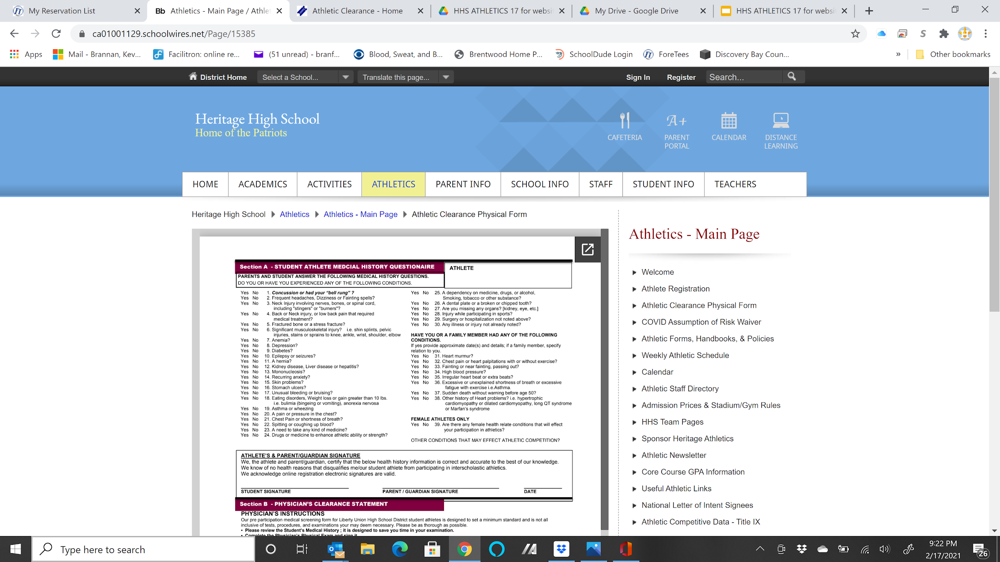 My Reservation List
Bb Athletics - Main Page / Athle
Athletic Clearance - Home
HHS ATHLETICS 17 for websi
My Drive - Google Drive
HHS ATHLETICS 17 for websi
ca01001129.schoolwires.net/Page/15385
Apps
Mail - Brannan, Kev...
Facilitron: online re...
(51 unread) - branf...
Blood, Sweat, and B...
Brentwood Home P...
SchoolDude Login
ForeTees
Discovery Bay Coun...
Other bookmarks
District Home
Select a School...
Translate this page...
Sign In
Register
Search...
Heritage High School
Home of the Patriots
CAFETERIA
A+
PARENT
PORTAL
CALENDAR
DISTANCE
LEARNING
HOME
ACADEMICS
ACTIVITIES
ATHLETICS
PARENT INFO
SCHOOL INFO
STAFF
STUDENT INFO
TEACHERS
Heritage High School
Athletics
Athletics - Main Page
Athletic Clearance Physical Form
Section A - STUDENT ATHLETE MEDCIAL HISTORY QUESTIONAIRE
ATHLETE
PARENTS AND STUDENT ANSWER THE FOLLOWING MEDICAL HISTORY QUESTIONS.
DO YOU OR HAVE YOU EXPERIENCED ANY OF THE FOLLOWING CONDITIONS.
Yes No 1. Concussion or had your “bell rung” ?
Yes No 2. Frequent headaches, Dizziness or Fainting spells?
Yes No 3. Neck Injury involving nerves, bones, or spinal cord,
including "stingers" or "burners"?
Yes No 4. Back or Neck injury, or low back pain that required
medical treatment?
Yes No 5. Fractured bone or a stress fracture?
Yes No 6. Significant musculoskeletal injury? i.e. shin splints, pelvic
injuries, stains or sprains to knee, ankle, wrist, shoulder, elbow
Yes No 7. Anemia?
Yes No 8. Depression?
Yes No 9. Diabetes?
Yes No 10. Epilepsy or seizures?
Yes No 11. A hernia?
Yes No 12. Kidney disease, Liver disease or hepatitis?
Yes No 13. Mononucleosis?
Yes No 14. Recurring anxiety?
Yes No 15. Skin problems?
Yes No 16. Stomach ulcers?
Yes No 17. Unusual bleeding or bruising?
Yes No 18. Eating disorders, Weight loss or gain greater than 10 lbs.
i.e. bulimia (bingeing or vomiting), anorexia nervosa
Yes No 19. Asthma or wheezing
Yes No 20. A pain or pressure in the chest?
Yes No 21. Chest Pain or shortness of breath?
Yes No 22. Spitting or coughing up blood?
Yes No 23. A need to take any kind of medicine?
Yes No 24. Drugs or medicine to enhance athletic ability or strength?
Yes No 25. A dependency on medicine, drugs, or alcohol,
Smoking, tobacco or other substance?
Yes No 26. A dental plate or a broken or chipped tooth?
Yes No 27. Are you missing any organs? [kidney, eye, etc.]
Yes No 28. Injury while participating in sports?
Yes No 29. Surgery or hospitalization not noted above?
Yes No 30. Any illness or injury not already noted?
HAVE YOU OR A FAMILY MEMBER HAD ANY OF THE FOLLOWING
CONDITIONS.
If yes provide approximate date(s) and details; if a family member, specify
relation to you.
Yes No 31. Heart murmur?
Yes No 32. Chest pain or heart palpitations with or without exercise?
Yes No 33. Fainting or near fainting, passing out?
Yes No 34. High blood pressure?
Yes No 35. Irregular heart beat or extra beats?
Yes No 36. Excessive or unexplained shortness of breath or excessive
fatigue with exercise i.e.Asthma.
Yes No 37. Sudden death without warning before age 50?
Yes No 38. Other history of Heart problems? i.e. hypertrophic
cardiomyopathy or dilated cardiomyopathy, long QT syndrome
or Marfan's syndrome
FEMALE ATHLETES ONLY
Yes No 39. Are there any female health relate conditions that will effect
your participation in athletics?
OTHER CONDITIONS THAT MAY EFFECT ATHLETIC COMPETITION?
ATHLETE'S & PARENT/GUARDIAN SIGNATURE
We, the athlete and parent/guardian, certify that the below health history information is correct and accurate to the best of our knowledge.
We know of no health reasons that disqualifies me/our student athlete from participating in interscholastic athletics.
We acknowledge online registration electronic signatures are valid.
STUDENT SIGNATURE
PARENT / GUARDIAN SIGNATURE
DATE
Section B - PHYSICIAN'S CLEARANCE STATEMENT
PHYSICIAN'S INSTRUCTIONS
Our pre participation medical screening form for Liberty Union High School District student athletes is designed to set a minimum standard and is not all
inclusive of tests, procedures, and examinations your may deem necessary. Please be as thorough as possible.
• Please review the Student's Medical History ; it is designed to save you time in your examination.
• Complete the Physician's Physical Exam and sign it
Athletics - Main Page
Welcome
Athlete Registration
Athletic Clearance Physical Form
COVID Assumption of Risk Waiver
Athletic Forms, Handbooks, & Policies
Weekly Athletic Schedule
Calendar
Athletic Staff Directory
Admission Prices & Stadium/Gym Rules
HHS Team Pages
Sponsor Heritage Athletics
Athletic Newsletter
Core Course GPA Information
Useful Athletic Links
National Letter of Intent Signees
Athletic Competitive Data - Title IX
Type here to search
9:22 PM
2/17/2021
26